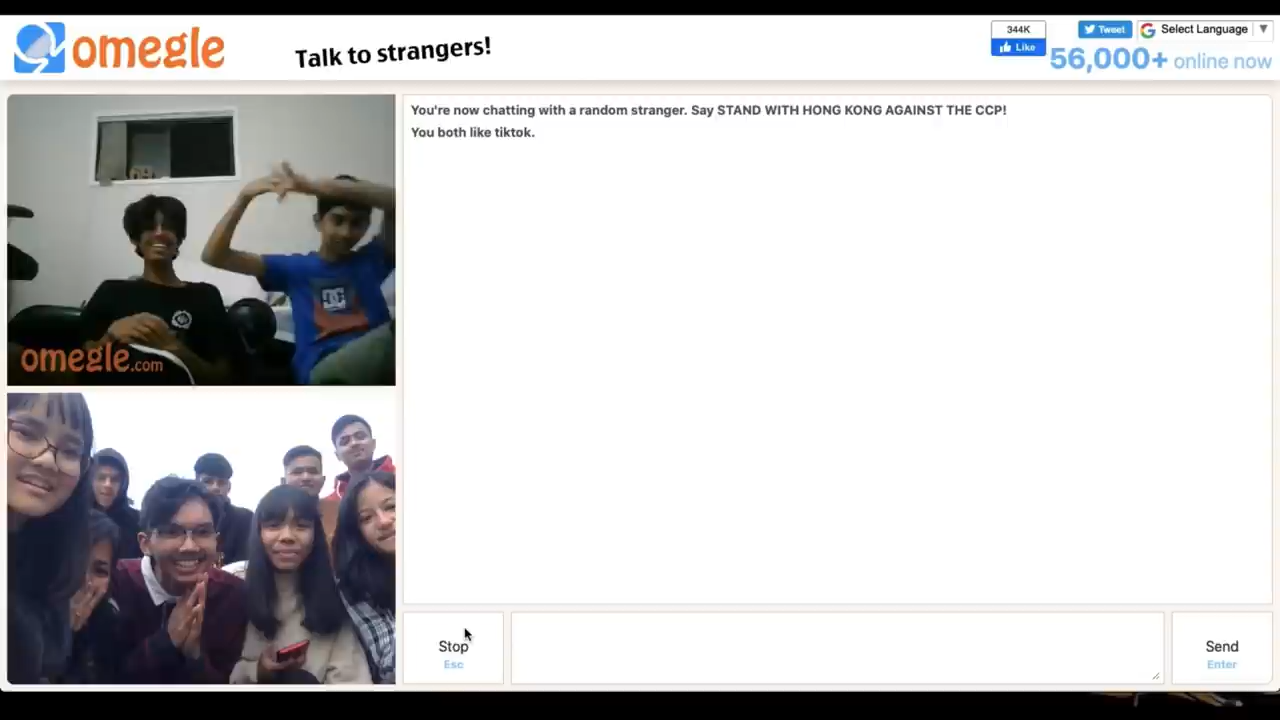 omegle
Talk to strangers!
344K
Like
Tweet
Select Language
56,000+ online now
You're now chatting with a random stranger. Say STAND WITH HONG KONG AGAINST THE CCP!
You both like tiktok.
DC
omegle.com
Stop
Esc
Send
Enter